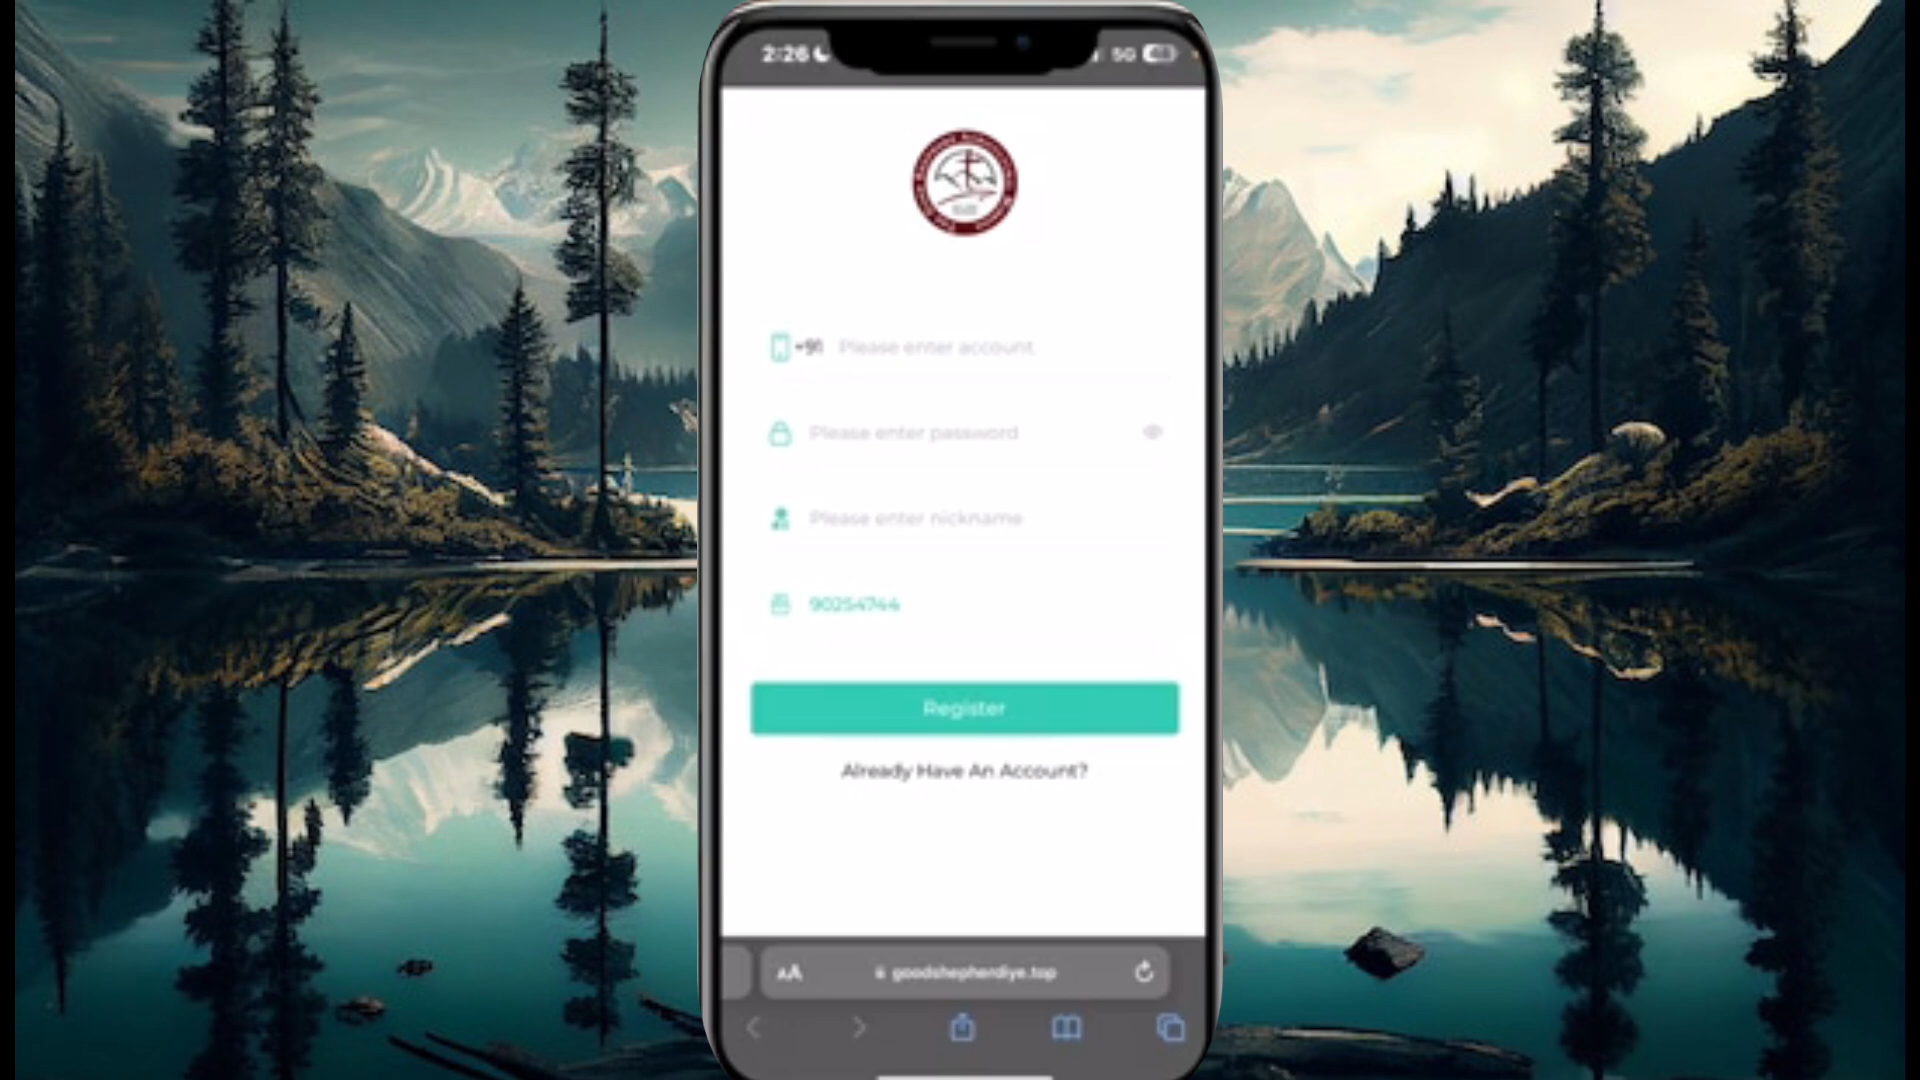 2:26
5G
+91 Please enter account
Please enter password
Please enter nickname
90254744
Register
Already Have An Account?
AA goodshepherdiye.top